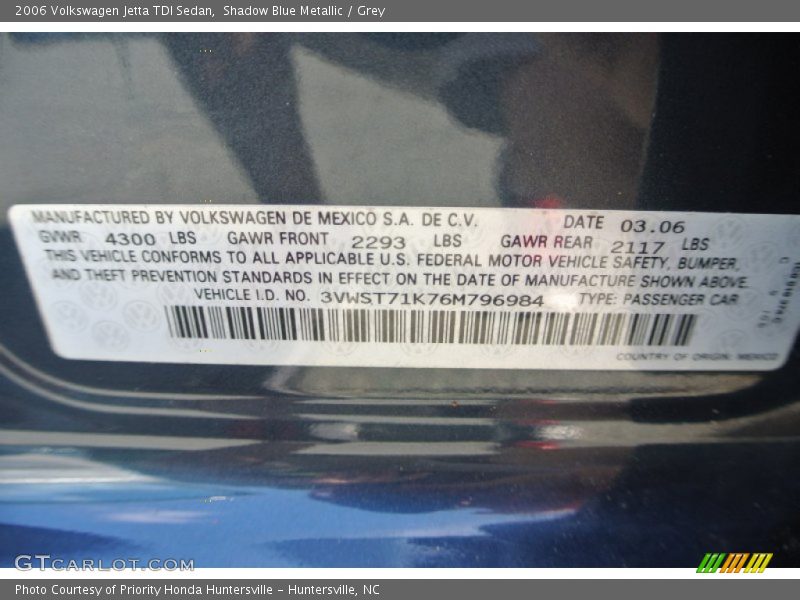 2006 Volkswagen Jetta TDI Sedan, Shadow Blue Metallic / Grey
MANUFACTURED BY VOLKSWAGEN DE MEXICO S.A. DE C.V. DATE 03.06
GVWR 4300 LBS GAWR FRONT 2293 LBS GAWR REAR 2117 LBS
THIS VEHICLE CONFORMS TO ALL APPLICABLE U.S. FEDERAL MOTOR VEHICLE SAFETY, BUMPER,
AND THEFT PREVENTION STANDARDS IN EFFECT ON THE DATE OF MANUFACTURE SHOWN ABOVE.
VEHICLE I.D. NO. 3VWST71K76M796984 TYPE: PASSENGER CAR
COUNTRY OF ORIGIN: MEXICO
GTCARLOT.COM
Photo Courtesy of Priority Honda Huntersville - Huntersville, NC